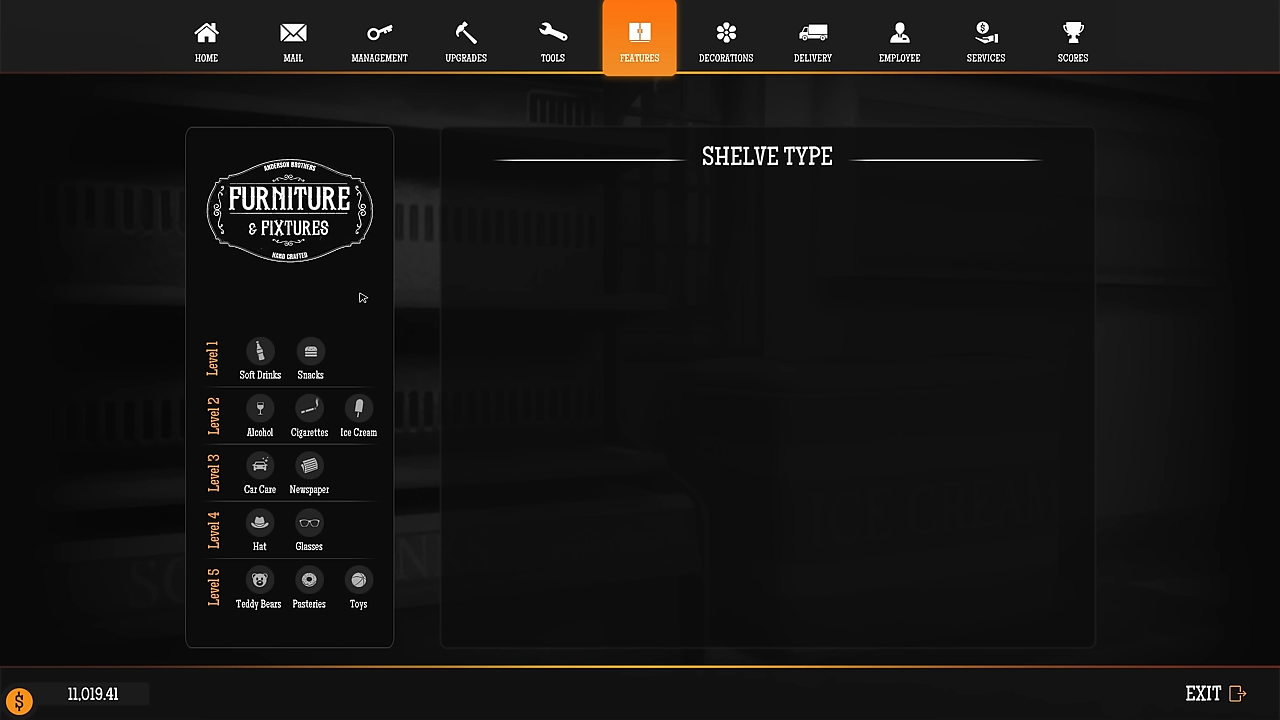 HOME
MAIL
MANAGEMENT
UPGRADES
TOOLS
FEATURES
DECORATIONS
DELIVERY
EMPLOYEE
SERVICES
SCORES
ANDERSON BROTHERS
FURNITURE
& FIXTURES
HAND CRAFTED
SHELVE TYPE
Level 1
Soft Drinks
Snacks
Level 2
Alcohol
Cigarettes
Ice Cream
Level 3
Car Care
Newspaper
Level 4
Hat
Glasses
Level 5
Teddy Bears
Pasteries
Toys
$ 11,019.41
EXIT